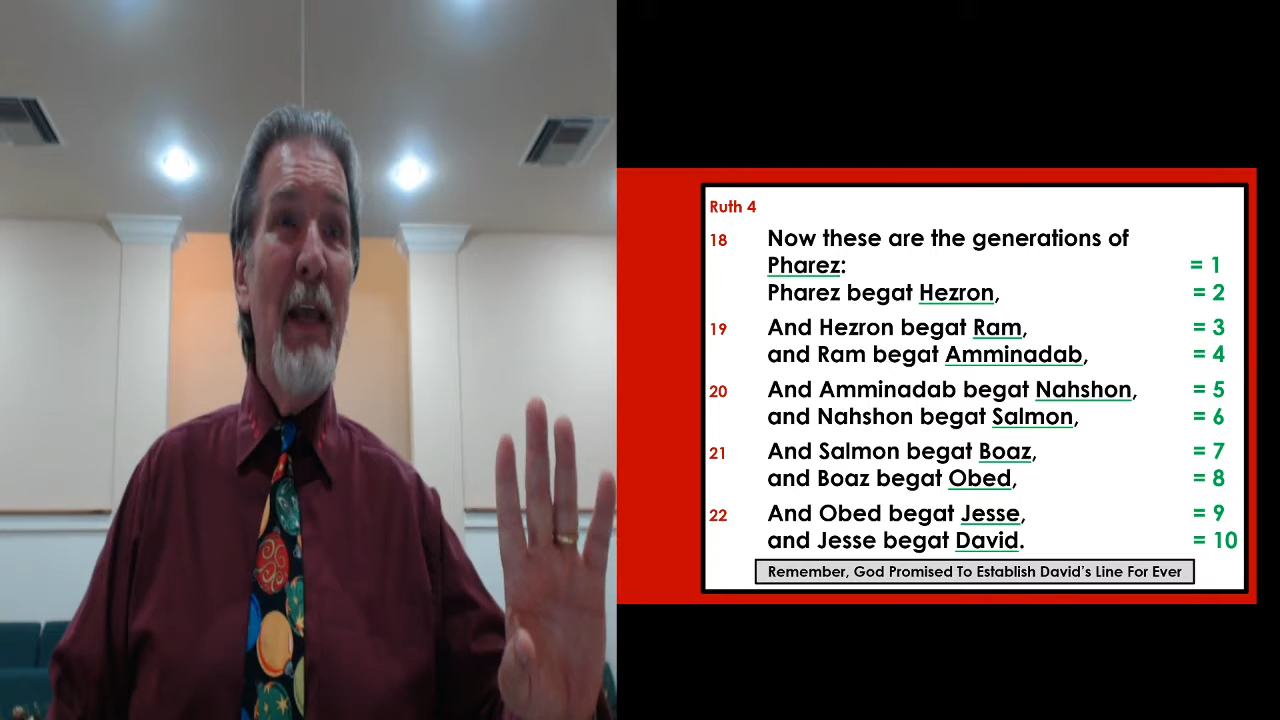 Ruth 4
18 Now these are the generations of
Pharez: = 1
Pharez begat Hezron, = 2
19 And Hezron begat Ram, = 3
and Ram begat Amminadab, = 4
20 And Amminadab begat Nahshon, = 5
and Nahshon begat Salmon, = 6
21 And Salmon begat Boaz, = 7
and Boaz begat Obed, = 8
22 And Obed begat Jesse, = 9
and Jesse begat David. = 10
Remember, God Promised To Establish David's Line For Ever